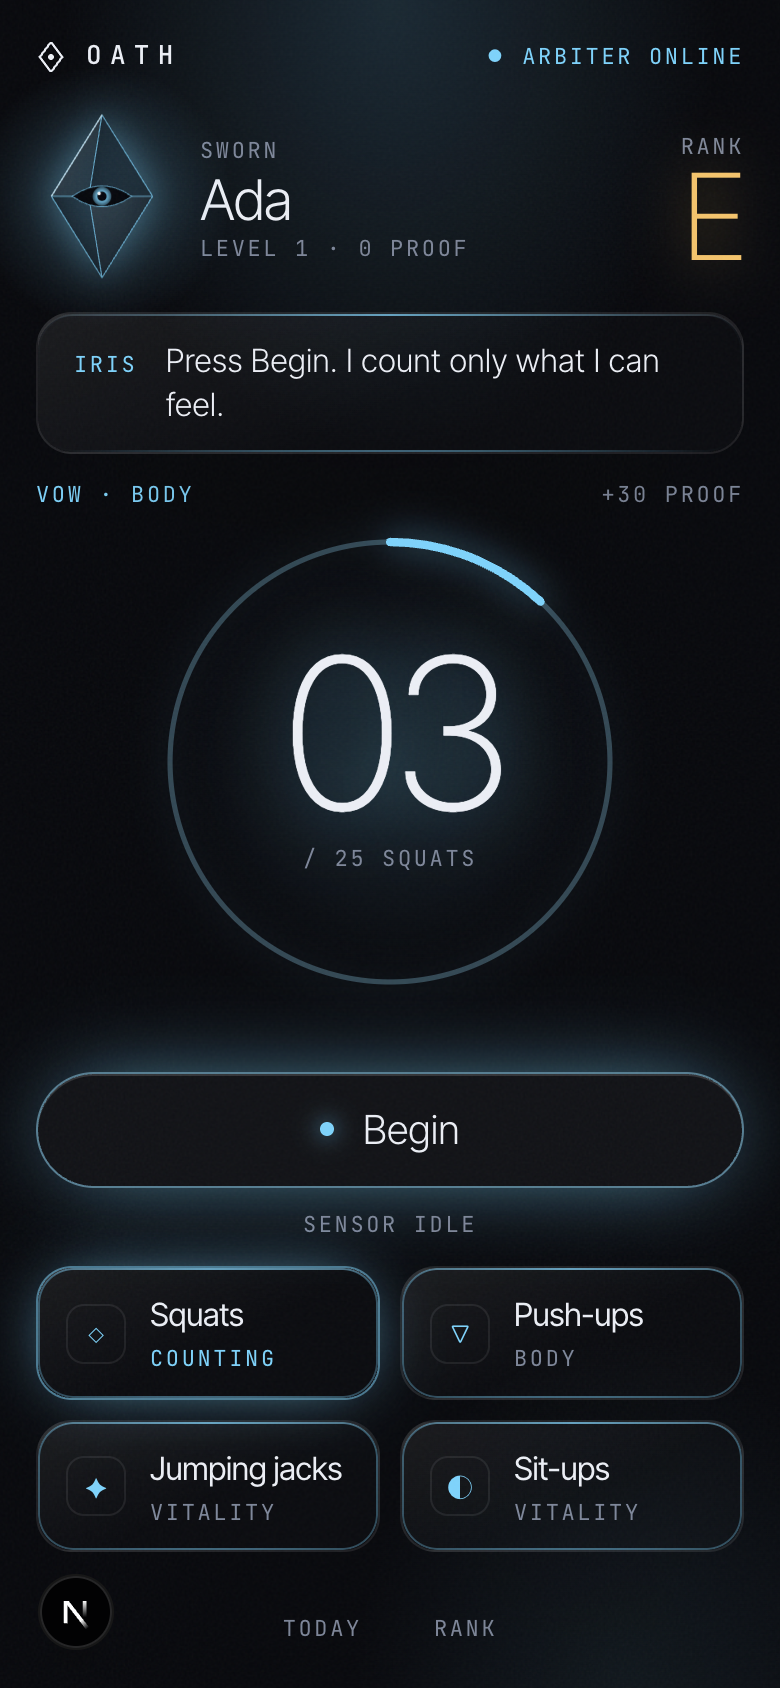 OATH
ARBITER ONLINE
SWORN
Ada
LEVEL 1 · 0 PROOF
RANK
E
IRIS
Press Begin. I count only what I can
feel.
VOW · BODY
+30 PROOF
03
/ 25 SQUATS
Begin
SENSOR IDLE
Squats
COUNTING
Push-ups
BODY
Jumping jacks
VITALITY
Sit-ups
VITALITY
N
TODAY
RANK